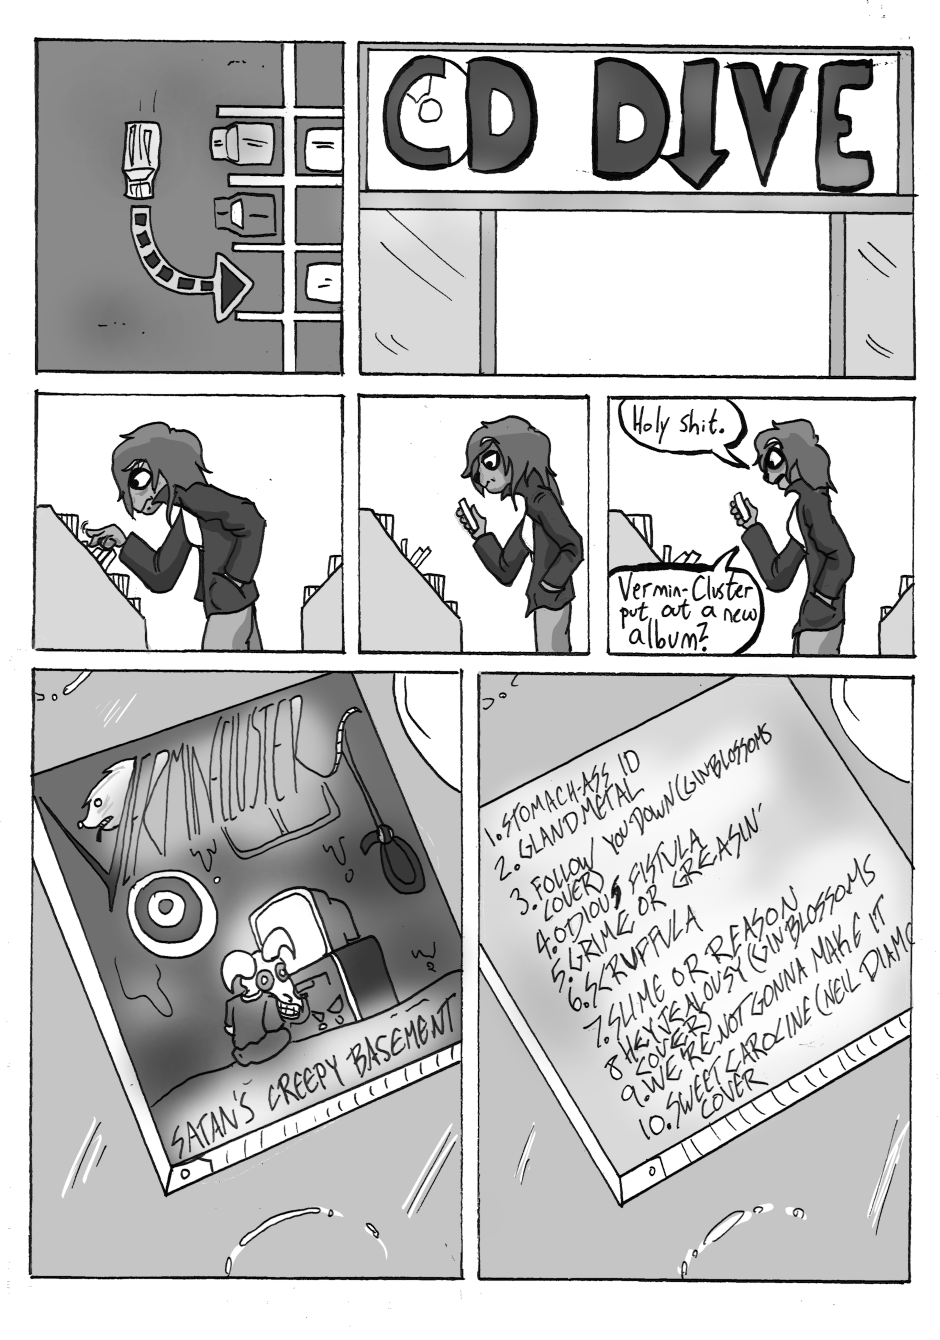 CD DIVE
Holy shit.
Vermin-Cluster
put out a new
album?
VERMIN-CLUSTER
SATAN'S CREEPY BASEMENT
1. STOMACH-ASS ID
2. GLAND METAL
3. FOLLOW YOU DOWN (GIN BLOSSOMS
COVER)
4. ODIOUS FISTULA
5. GRIME OR GREASIN'
6. SCRUPFULA
7. SLIME OR REASON
8 HEY JEALOUSY (GIN BLOSSOMS
COVER)
9. WE'RE NOT GONNA MAKE IT
10. SWEET CAROLINE (NEIL DIAMO
COVER